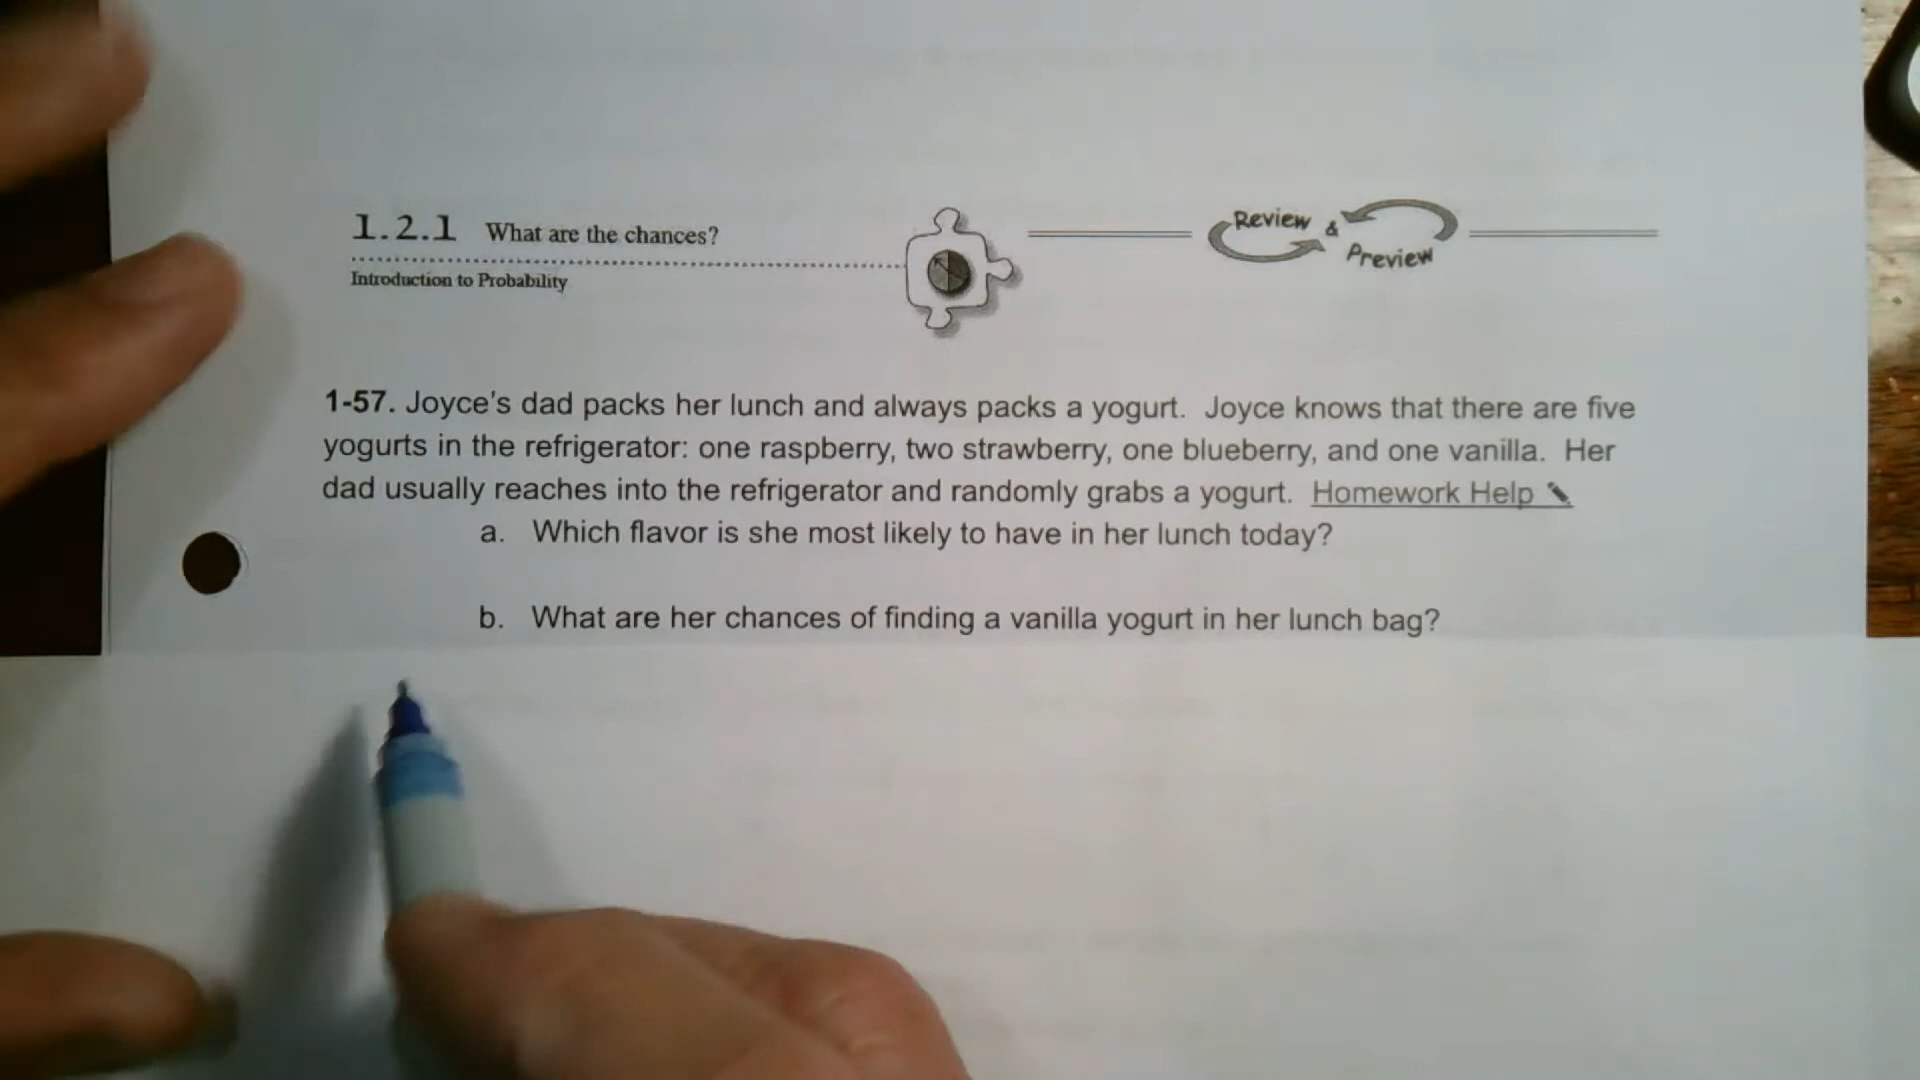 1.2.1 What are the chances?
Introduction to Probability
Review & Preview
1-57. Joyce's dad packs her lunch and always packs a yogurt. Joyce knows that there are five
yogurts in the refrigerator: one raspberry, two strawberry, one blueberry, and one vanilla. Her
dad usually reaches into the refrigerator and randomly grabs a yogurt. Homework Help ✎
a. Which flavor is she most likely to have in her lunch today?
b. What are her chances of finding a vanilla yogurt in her lunch bag?